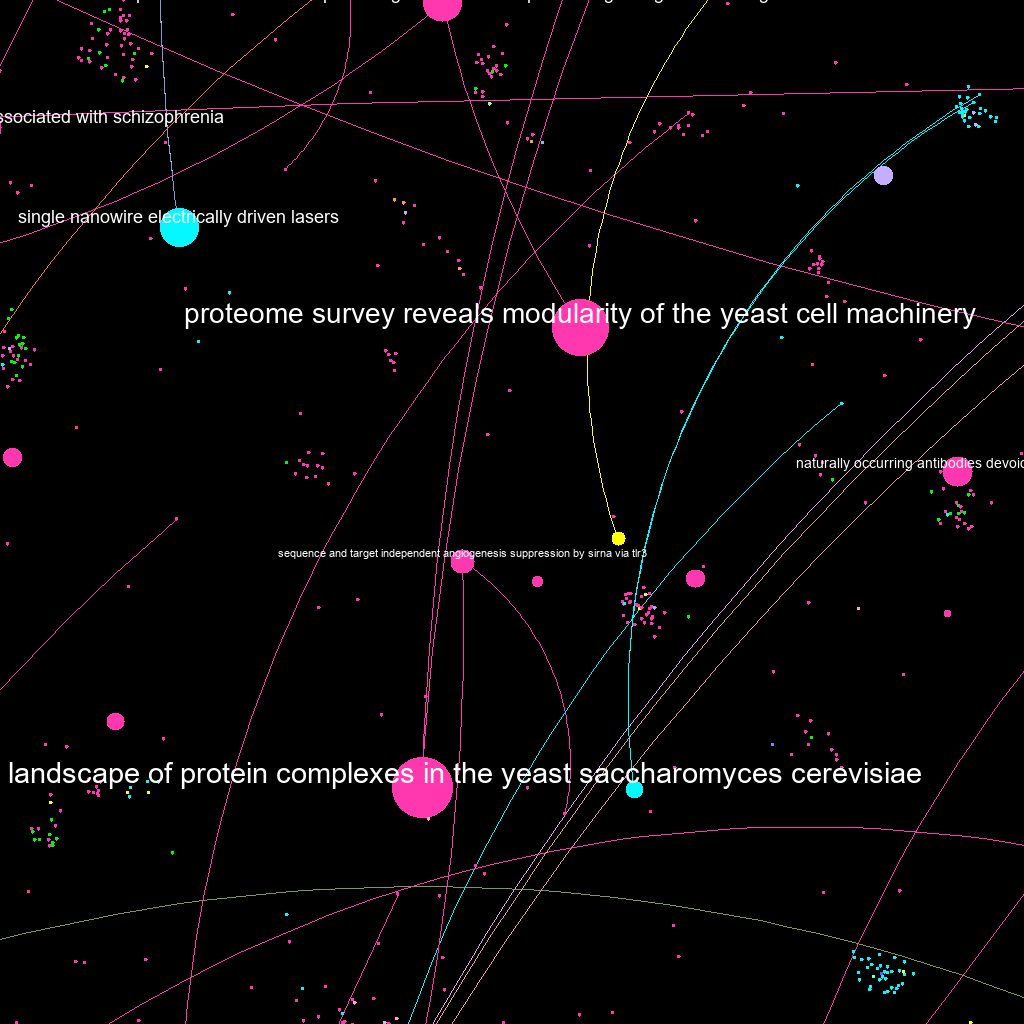 ssociated with schizophrenia
single nanowire electrically driven lasers
proteome survey reveals modularity of the yeast cell machinery
naturally occurring antibodies devoid
sequence and target independent angiogenesis suppression by sirna via tlr3
landscape of protein complexes in the yeast saccharomyces cerevisiae